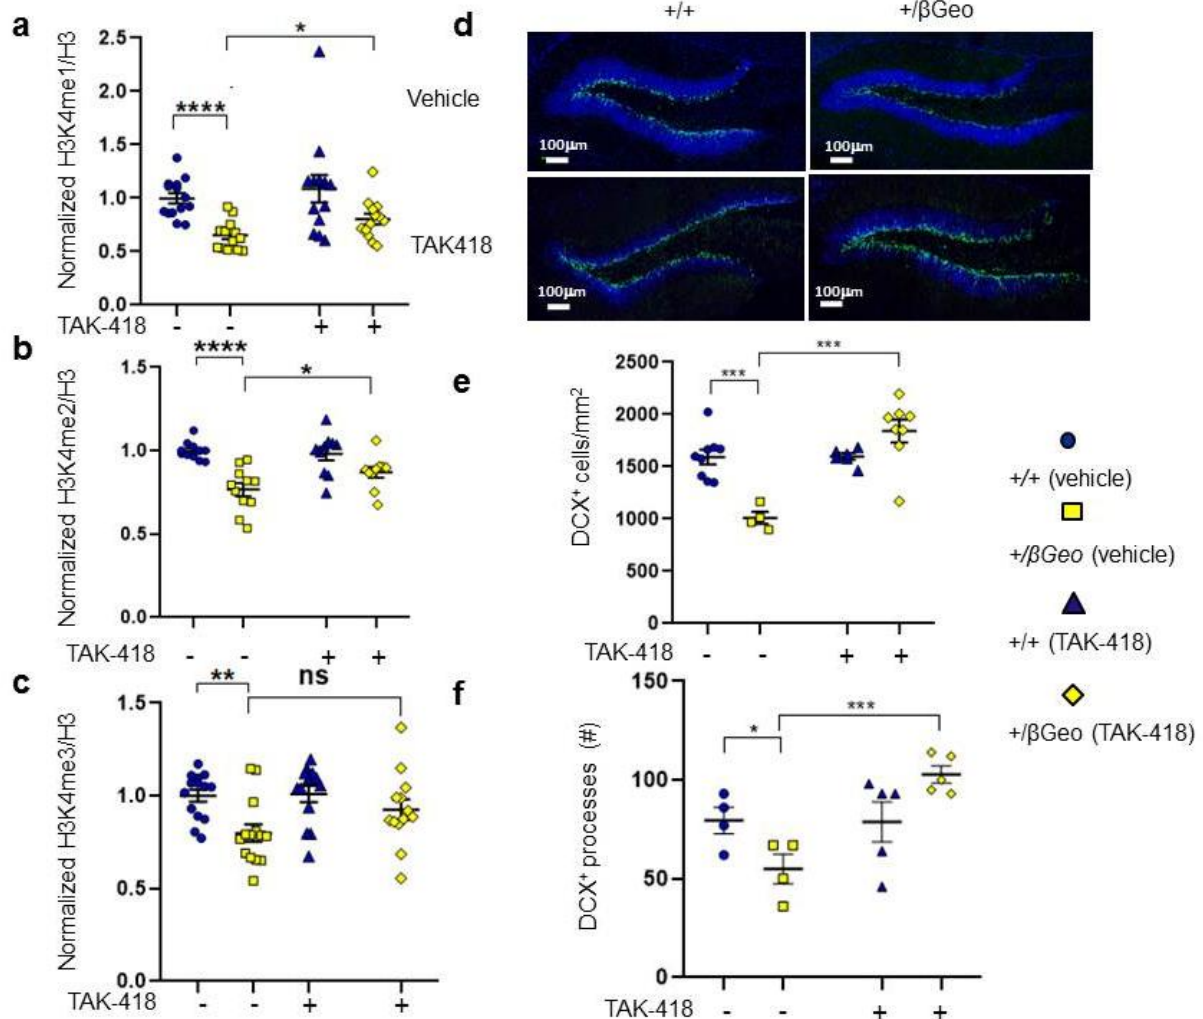 a
Normalized H3K4me1/H3
2.5
2.0
1.5
1.0
0.5
0.0
****
*
TAK-418 - - + +
Vehicle
TAK418
d
+/+ +/βGeo
100μm 100μm
100μm 100μm
b
Normalized H3K4me2/H3
1.5
1.0
0.5
0.0
****
*
TAK-418 - - + +
c
Normalized H3K4me3/H3
1.5
1.0
0.5
0.0
**
ns
TAK-418 - - + +
e
DCX⁺ cells/mm²
2500
2000
1500
1000
500
0
***
***
TAK-418 - - + +
f
DCX⁺ processes (#)
150
100
50
0
*
***
TAK-418 - - + +
+/+ (vehicle)
+/βGeo (vehicle)
+/+ (TAK-418)
+/βGeo (TAK-418)